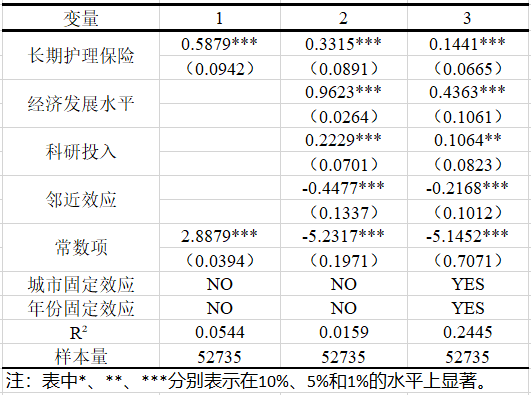 变量 1 2 3
长期护理保险 0.5879*** 0.3315*** 0.1441***
（0.0942） （0.0891） （0.0665）
经济发展水平 0.9623*** 0.4363***
（0.0264） （0.1061）
科研投入 0.2229*** 0.1064**
（0.0701） （0.0823）
邻近效应 -0.4477*** -0.2168***
（0.1337） （0.1012）
常数项 2.8879*** -5.2317*** -5.1452***
（0.0394） （0.1971） （0.7071）
城市固定效应 NO NO YES
年份固定效应 NO NO YES
R² 0.0544 0.0159 0.2445
样本量 52735 52735 52735
注：表中*、**、***分别表示在10%、5%和1%的水平上显著。